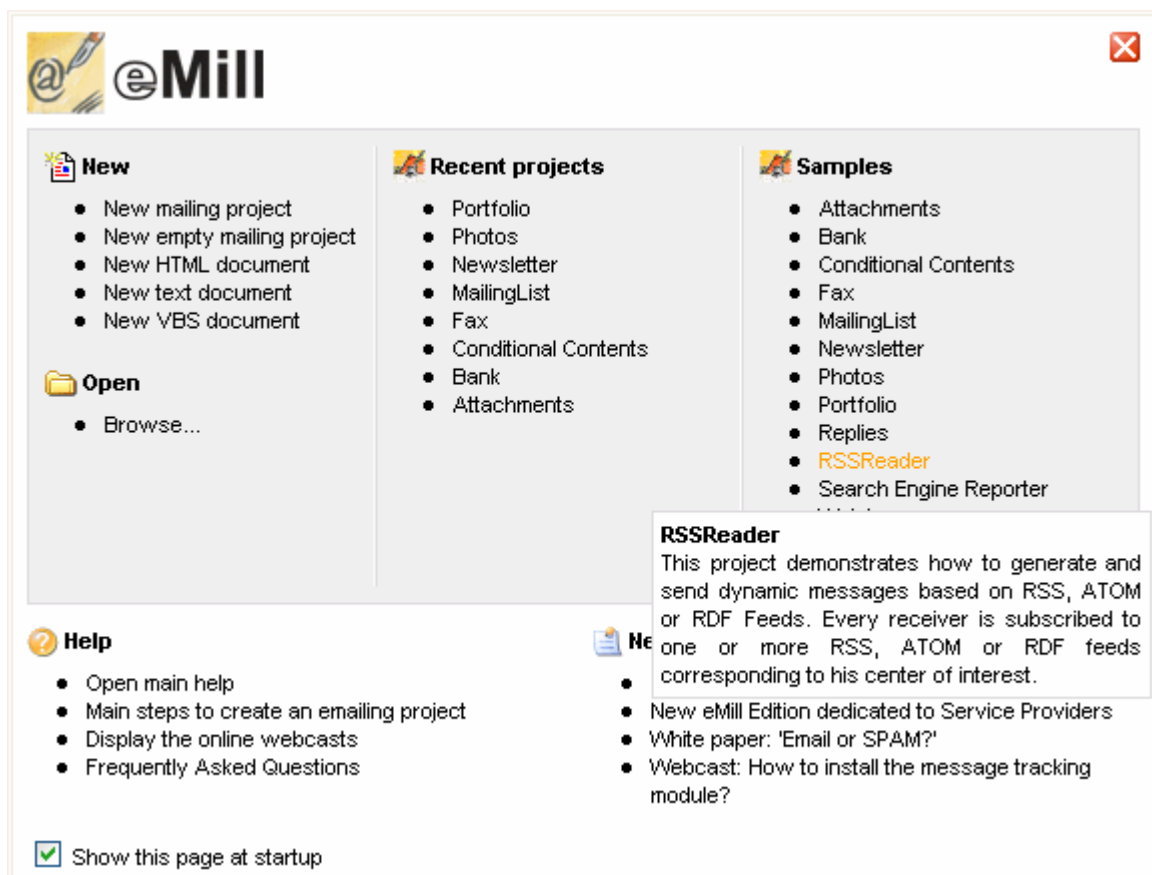 eMill
New
New mailing project
New empty mailing project
New HTML document
New text document
New VBS document
Open
Browse...
Recent projects
Portfolio
Photos
Newsletter
MailingList
Fax
Conditional Contents
Bank
Attachments
Samples
Attachments
Bank
Conditional Contents
Fax
MailingList
Newsletter
Photos
Portfolio
Replies
RSSReader
Search Engine Reporter
RSSReader
This project demonstrates how to generate and
send dynamic messages based on RSS, ATOM
or RDF Feeds. Every receiver is subscribed to
one or more RSS, ATOM or RDF feeds
corresponding to his center of interest.
Help
Open main help
Main steps to create an emailing project
Display the online webcasts
Frequently Asked Questions
Ne
New eMill Edition dedicated to Service Providers
White paper: 'Email or SPAM?'
Webcast: How to install the message tracking
module?
Show this page at startup